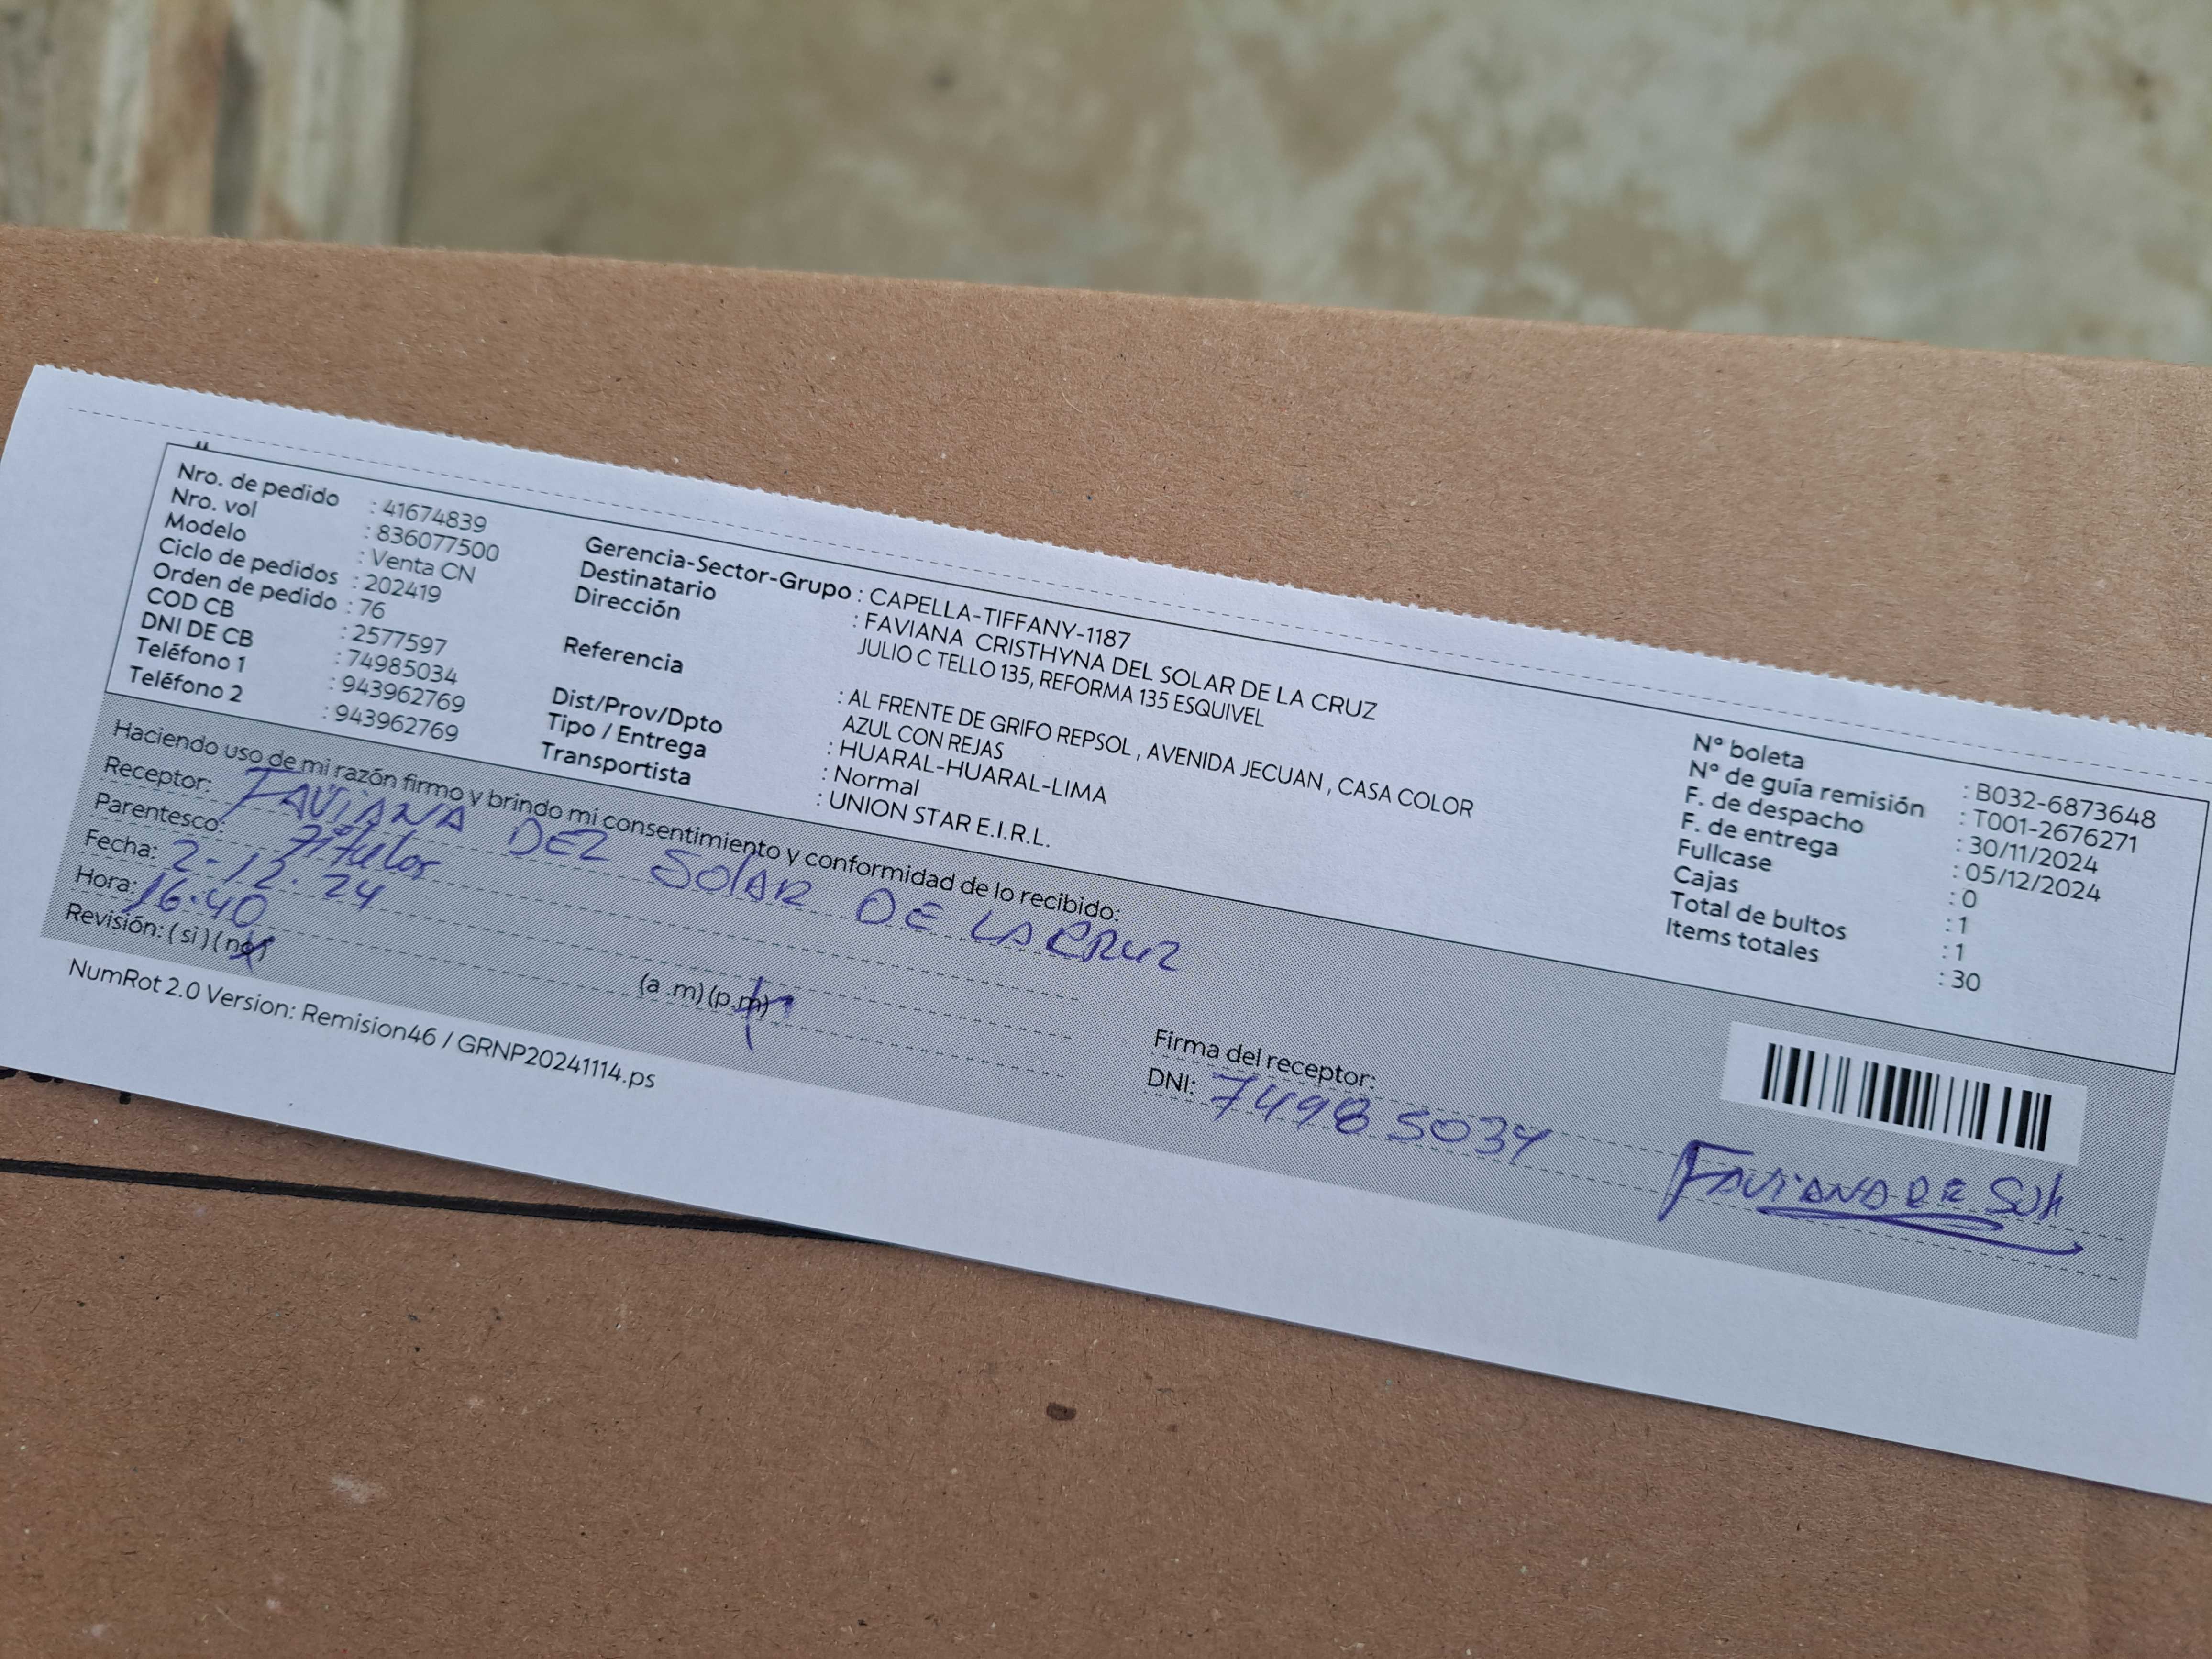 Nro. de pedido : 41674839
Nro. vol : 836077500
Modelo : Venta CN
Ciclo de pedidos : 202419
Orden de pedido : 76
COD CB : 2577597
DNI DE CB : 74985034
Teléfono 1 : 943962769
Teléfono 2 : 943962769
Gerencia-Sector-Grupo : CAPELLA-TIFFANY-1187
Destinatario : FAVIANA CRISTHYNA DEL SOLAR DE LA CRUZ
Dirección JULIO C TELLO 135, REFORMA 135 ESQUIVEL
Referencia : AL FRENTE DE GRIFO REPSOL , AVENIDA JECUAN , CASA COLOR
AZUL CON REJAS
Dist/Prov/Dpto : HUARAL-HUARAL-LIMA
Tipo / Entrega : Normal
Transportista : UNION STAR E.I.R.L.
N° boleta : B032-6873648
N° de guía remisión : T001-2676271
F. de despacho : 30/11/2024
F. de entrega : 05/12/2024
Fullcase : 0
Cajas : 1
Total de bultos : 1
Items totales : 30
Haciendo uso de mi razón firmo y brindo mi consentimiento y conformidad de lo recibido:
Receptor: FAVIANA DEL SOLAR DE LA CRUZ
Parentesco: Titular
Fecha: 2-12-24
Hora: 16:40 (a .m) (p.m)
Revisión: ( si ) ( no )
Firma del receptor:
DNI: 74985034
FAVIANA DE SOL
NumRot 2.0 Version: Remision46 / GRNP20241114.ps